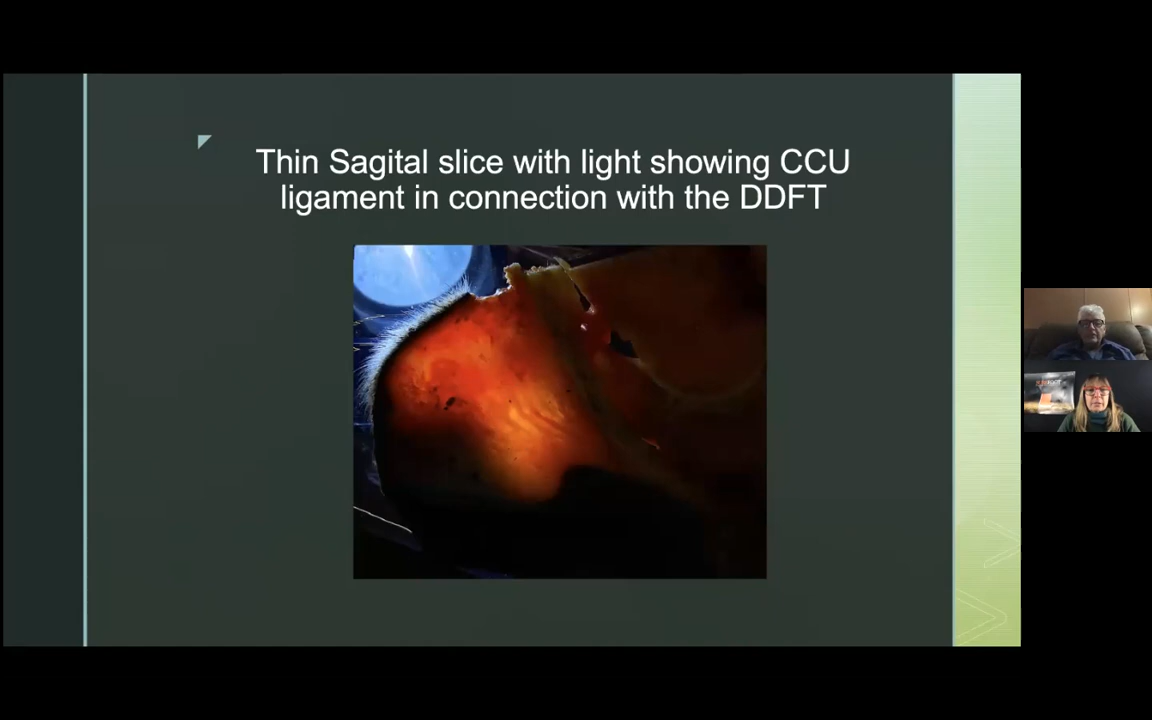 Thin Sagital slice with light showing CCU
ligament in connection with the DDFT